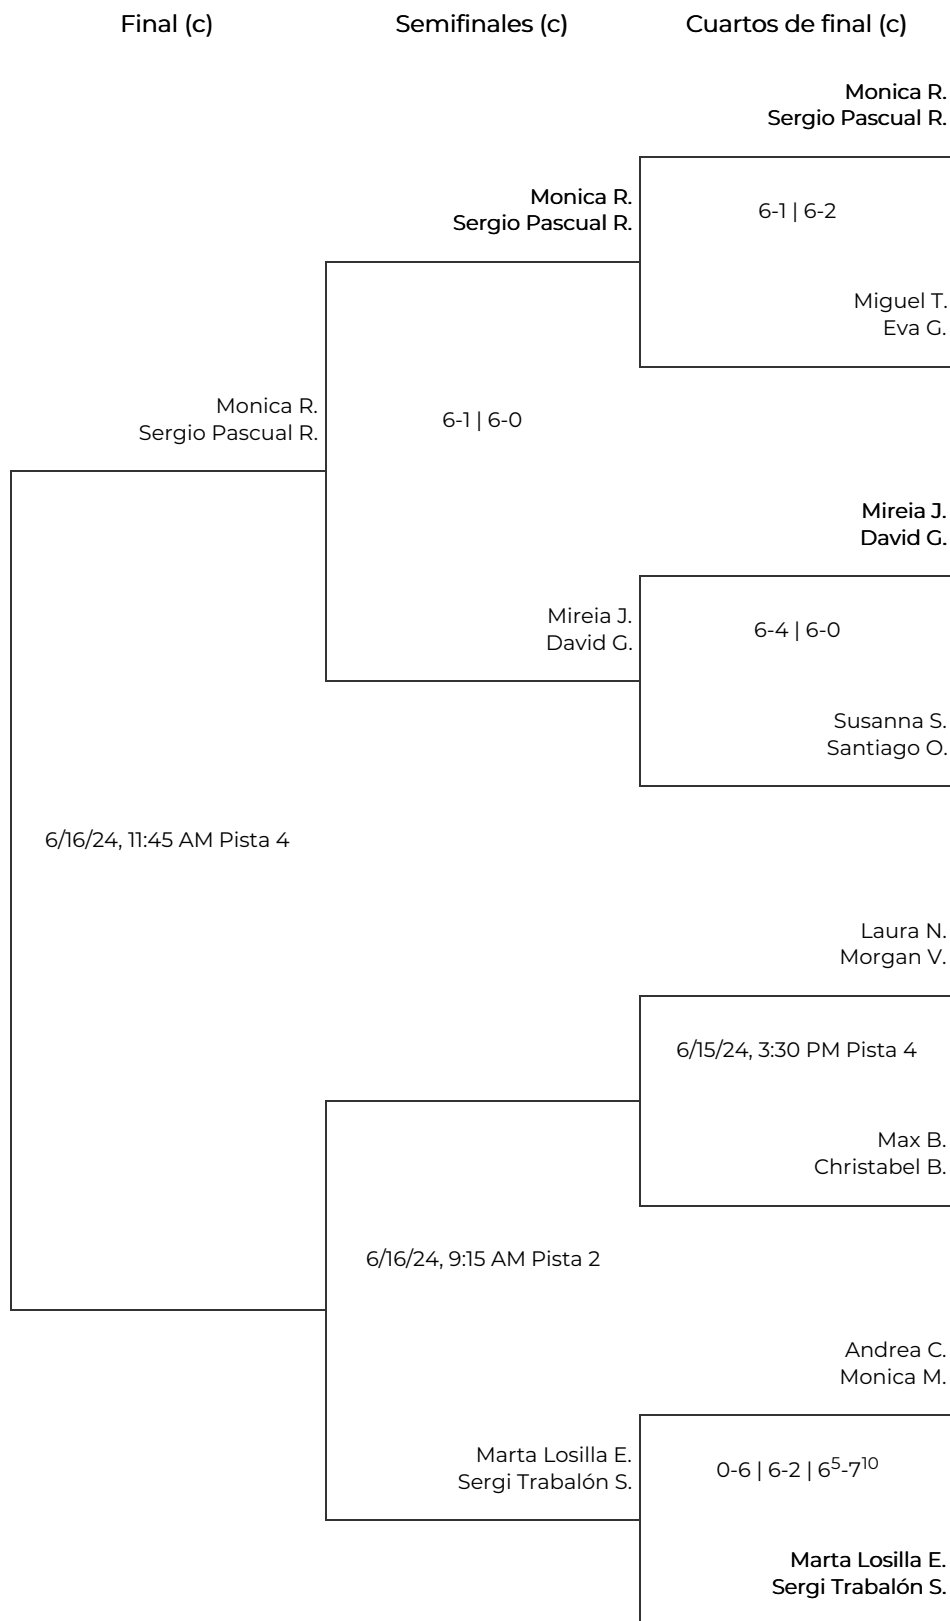 Final (c)
Semifinales (c)
Cuartos de final (c)
Monica R.
Sergio Pascual R.
Monica R.
Sergio Pascual R.
6-1 | 6-2
Miguel T.
Eva G.
Monica R.
Sergio Pascual R.
6-1 | 6-0
Mireia J.
David G.
Mireia J.
David G.
6-4 | 6-0
Susanna S.
Santiago O.
6/16/24, 11:45 AM Pista 4
Laura N.
Morgan V.
6/15/24, 3:30 PM Pista 4
Max B.
Christabel B.
6/16/24, 9:15 AM Pista 2
Andrea C.
Monica M.
Marta Losilla E.
Sergi Trabalón S.
0-6 | 6-2 | 6⁵-7¹⁰
Marta Losilla E.
Sergi Trabalón S.